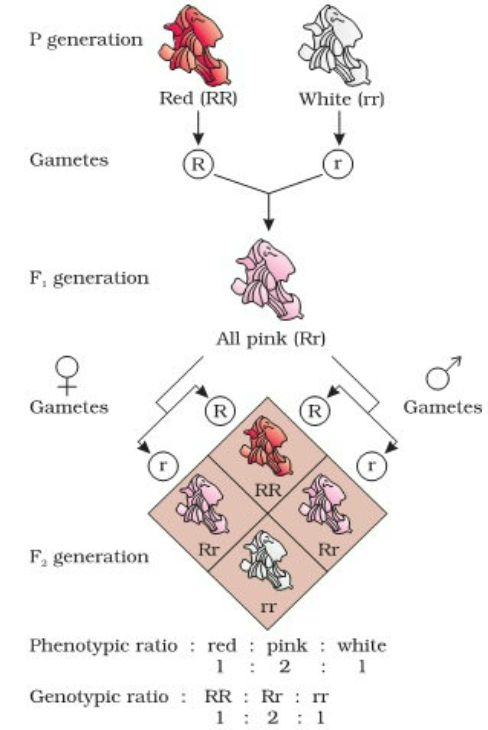 P generation
Red (RR) White (rr)
Gametes R r
F₁ generation
All pink (Rr)
♀ ♂
Gametes R R Gametes
r r
RR
Rr Rr
F₂ generation
rr
Phenotypic ratio : red : pink : white
1 : 2 : 1
Genotypic ratio : RR : Rr : rr
1 : 2 : 1